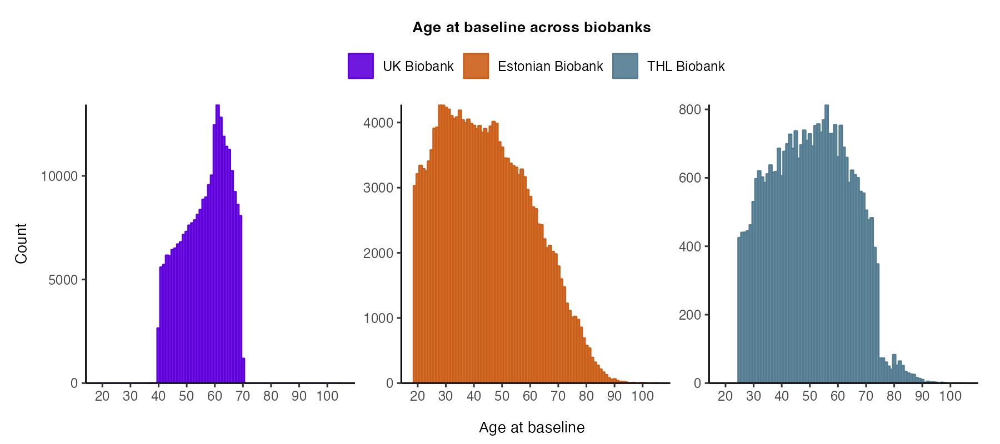 Age at baseline across biobanks
UK Biobank Estonian Biobank THL Biobank
Count
10000
5000
0
20 30 40 50 60 70 80 90 100
4000
3000
2000
1000
0
20 30 40 50 60 70 80 90 100
800
600
400
200
0
20 30 40 50 60 70 80 90 100
Age at baseline